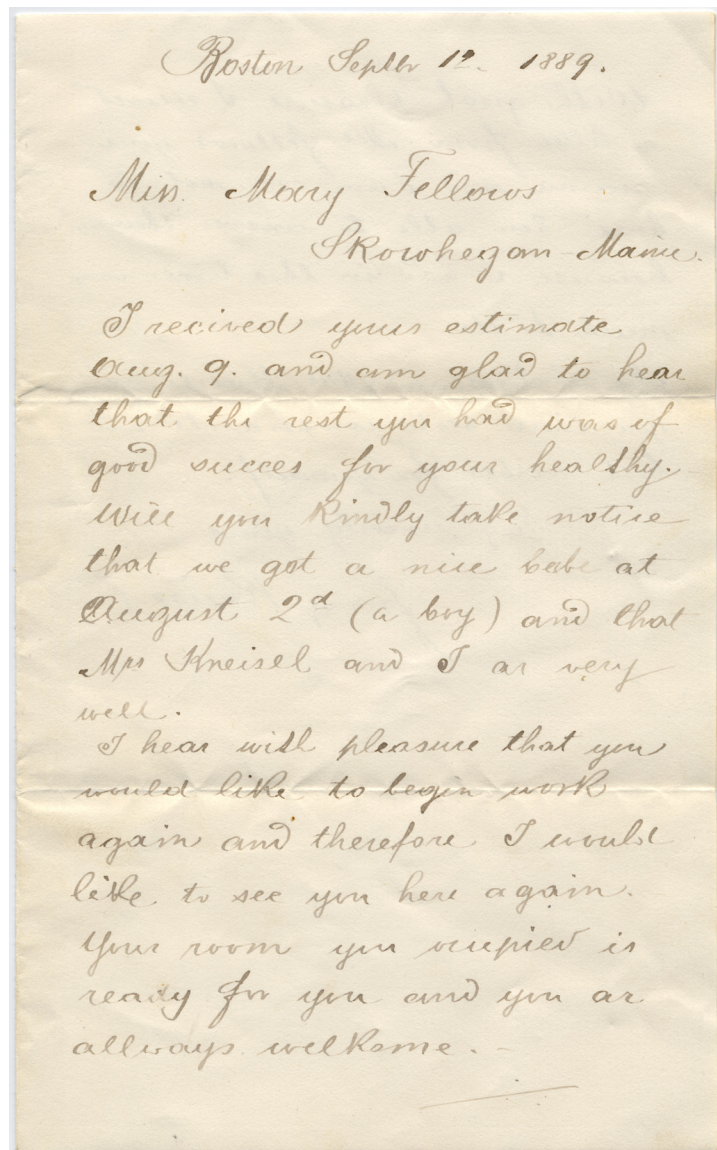 Boston Septbr 12. 1889.
Miss. Mary Fellows
Skowhegan-Maine.
I recived yours estimate
Aug. 9. and am glad to hear
that the rest you had was of
good succes for your healthy.
Will you kindly take notice
that we got a nice babe at
August 2d (a boy) and that
Mrs Kneisel and I ar very
well.
I hear with pleasure that you
would like to begin work
again and therefore I would
like to see you here again.
Your room you ocupied is
ready for you and you ar
allways welkome. -